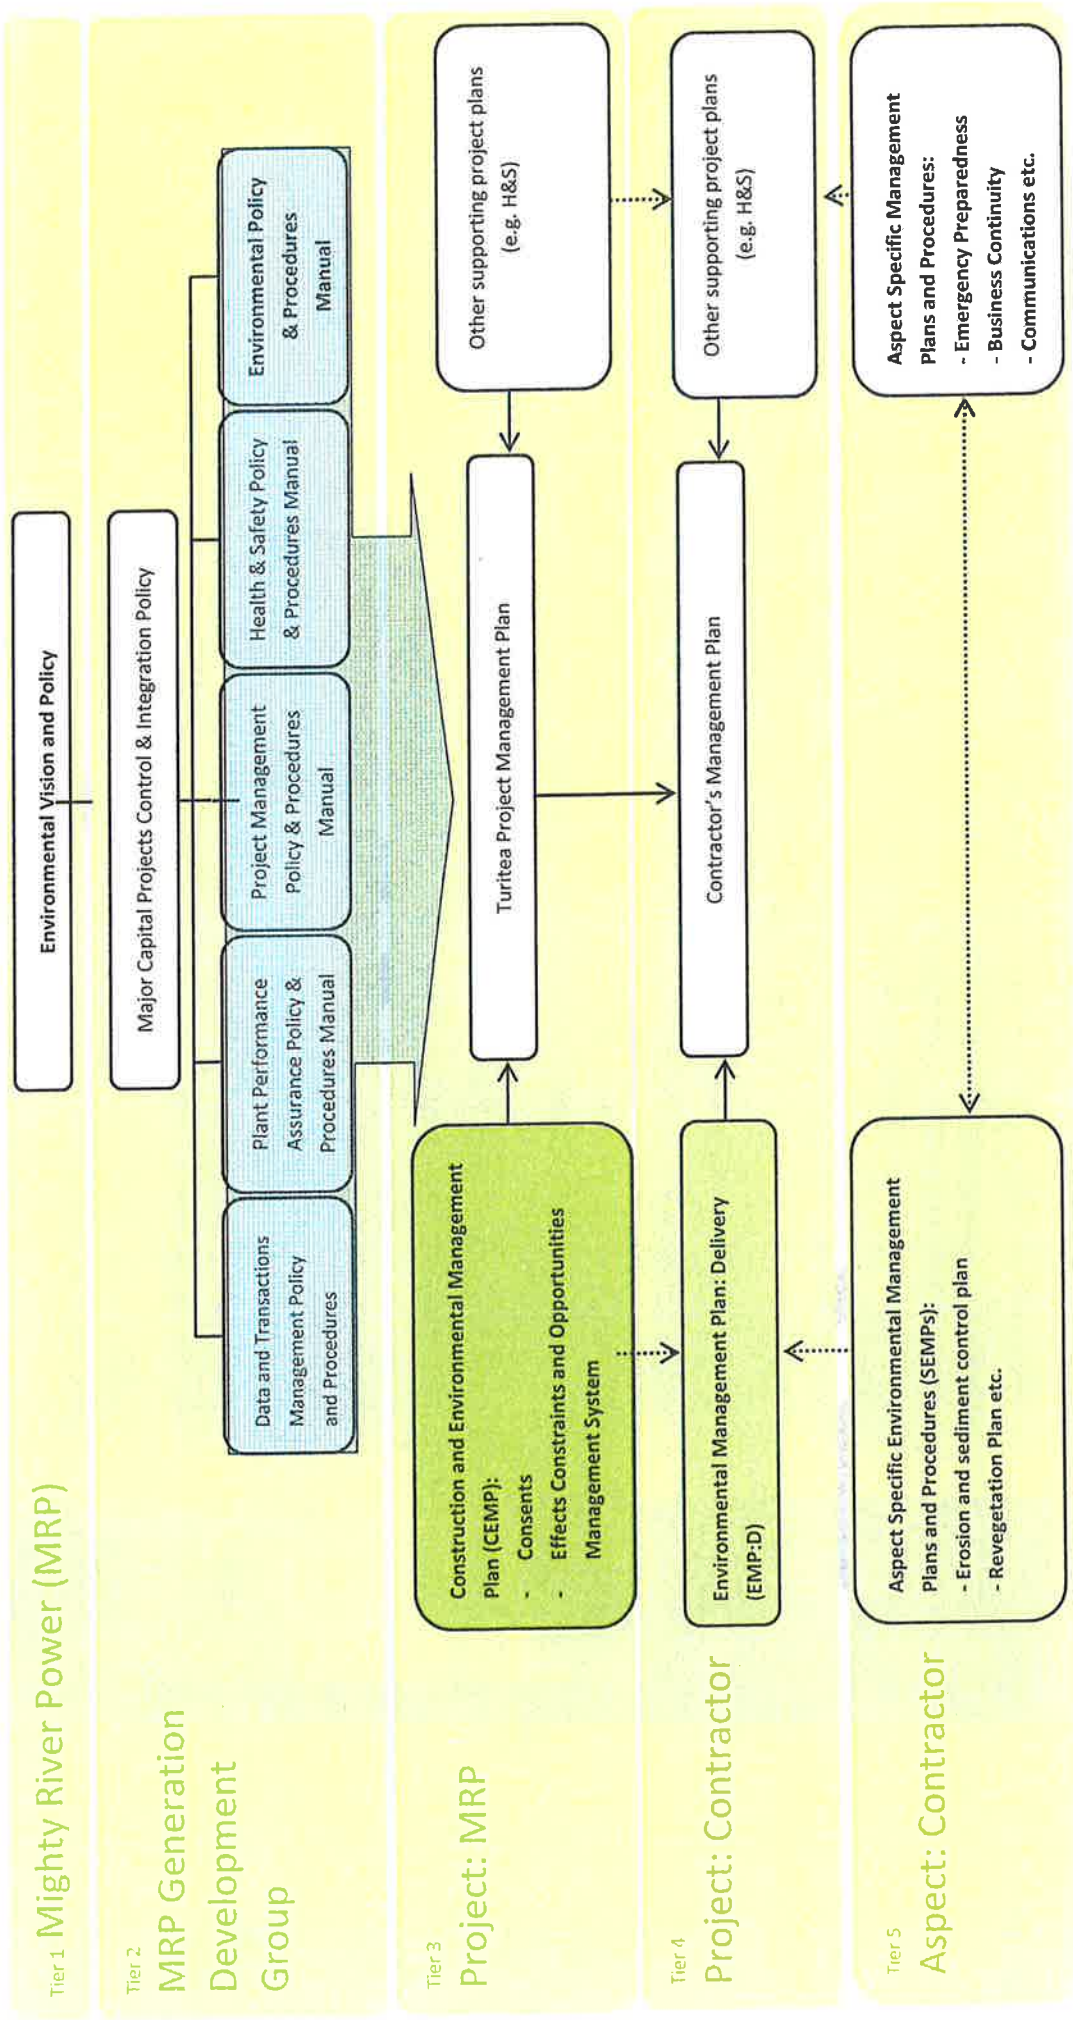 Tier 1 Mighty River Power (MRP)
Environmental Vision and Policy
Tier 2
MRP Generation
Development
Group
Major Capital Projects Control & Integration Policy
Data and Transactions
Management Policy
and Procedures
Plant Performance
Assurance Policy &
Procedures Manual
Project Management
Policy & Procedures
Manual
Health & Safety Policy
& Procedures Manual
Environmental Policy
& Procedures
Manual
Tier 3
Project: MRP
Construction and Environmental Management
Plan (CEMP):
- Consents
- Effects Constraints and Opportunities
Management System
Turitea Project Management Plan
Other supporting project plans
(e.g. H&S)
Tier 4
Project: Contractor
Environmental Management Plan: Delivery
(EMP:D)
Contractor's Management Plan
Other supporting project plans
(e.g. H&S)
Tier 5
Aspect: Contractor
Aspect Specific Environmental Management
Plans and Procedures (SEMPs):
- Erosion and sediment control plan
- Revegetation Plan etc.
Aspect Specific Management
Plans and Procedures:
- Emergency Preparedness
- Business Continuity
- Communications etc.